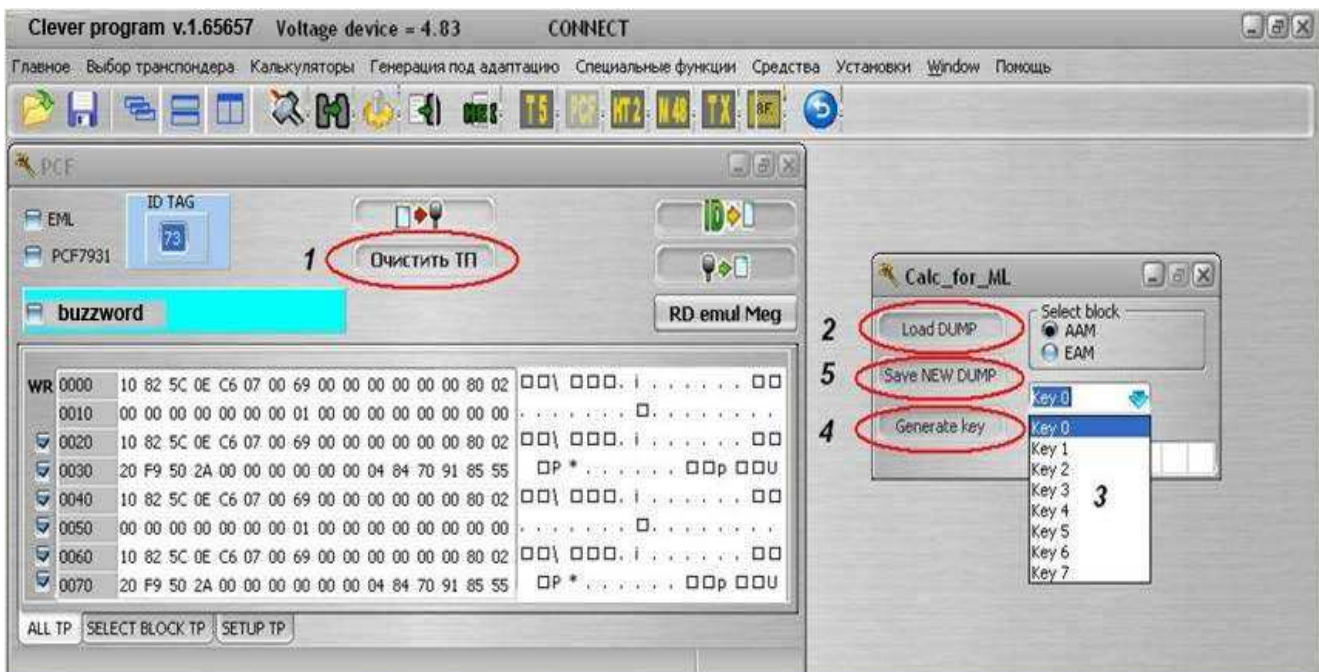 Clever program v.1.65657 Voltage device = 4.83 CONNECT
Главное Выбор транспондера Калькуляторы Генерация под адаптацию Специальные функции Средства Установки Window Помощь
T5 PCF MT2 M48 TX
PCF
EML
ID TAG
73
PCF7931
1
Очистить ТП
ID
buzzword
RD emul Meg
WR 0000 10 82 5C 0E C6 07 00 69 00 00 00 00 00 00 80 02
0010 00 00 00 00 00 00 01 00 00 00 00 00 00 00 00
0020 10 82 5C 0E C6 07 00 69 00 00 00 00 00 00 80 02
0030 20 F9 50 2A 00 00 00 00 00 00 04 84 70 91 85 55
0040 10 82 5C 0E C6 07 00 69 00 00 00 00 00 00 80 02
0050 00 00 00 00 00 00 00 01 00 00 00 00 00 00 00 00
0060 10 82 5C 0E C6 07 00 69 00 00 00 00 00 00 80 02
0070 20 F9 50 2A 00 00 00 00 00 00 04 84 70 91 85 55
ALL TP SELECT BLOCK TP SETUP TP
Calc_for_ML
2 Load DUMP
Select block
AAM
EAM
5 Save NEW DUMP
Key 0
4 Generate key
Key 0
Key 1
Key 2
Key 3
Key 4
Key 5
Key 6
Key 7
3